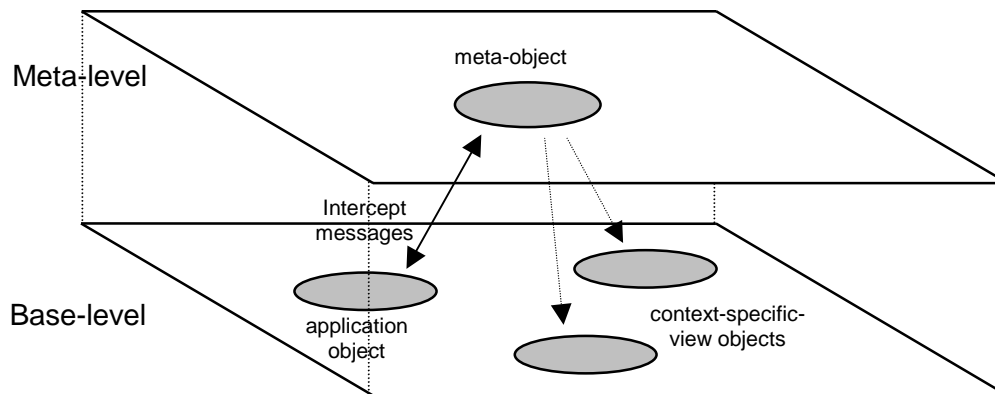 meta-object
Meta-level
Intercept
messages
Base-level
application
object
context-specific-
view objects